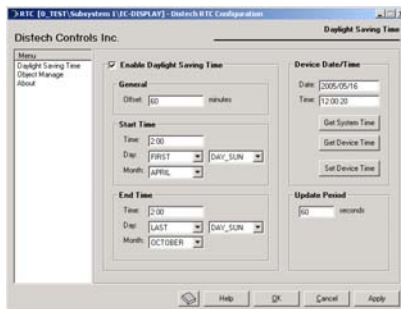 RTC [0_TEST\Subsystem 1\EC-DISPLAY] - Distech RTC Configuration
Distech Controls Inc.
Daylight Saving Time
Menu
Daylight Saving Time
Object Manage
About
Enable Daylight Saving Time
General
Offset: 60 minutes
Start Time
Time: 2:00
Day: FIRST DAY_SUN
Month: APRIL
End Time
Time: 2:00
Day: LAST DAY_SUN
Month: OCTOBER
Device Date/Time
Date: 2005/05/16
Time: 12:00:20
Get System Time
Get Device Time
Set Device Time
Update Period
60 seconds
Help OK Cancel Apply